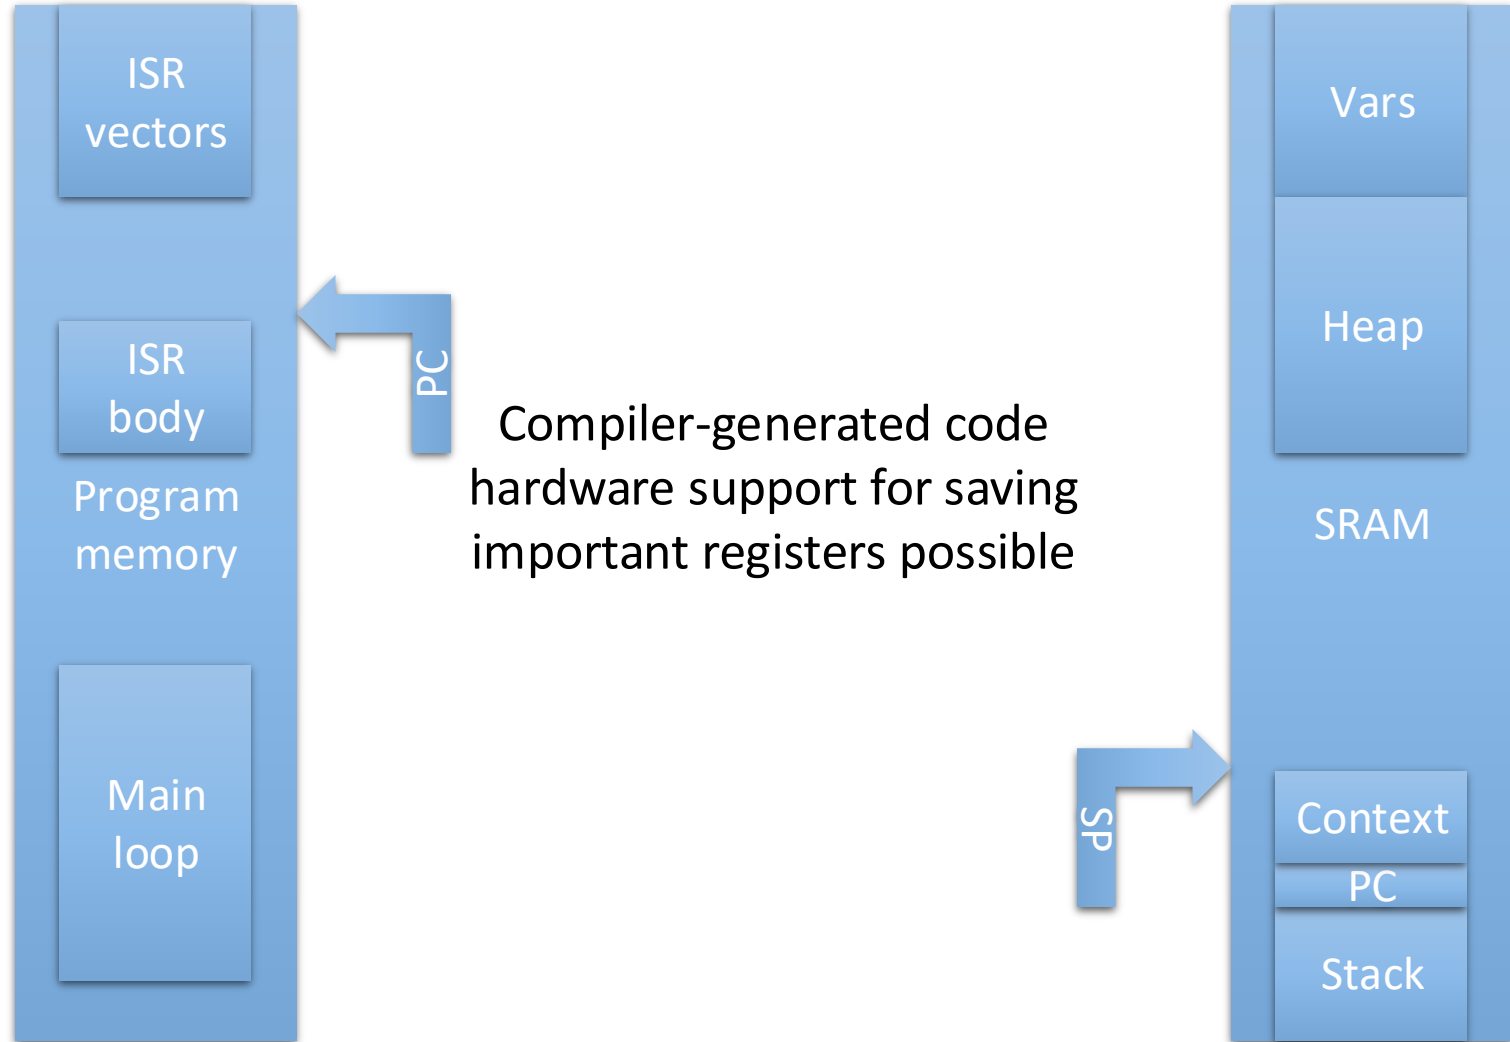 ISR
vectors
ISR
body
Program
memory
Main
loop
PC
Compiler-generated code
hardware support for saving
important registers possible
SP
Vars
Heap
SRAM
Context
PC
Stack